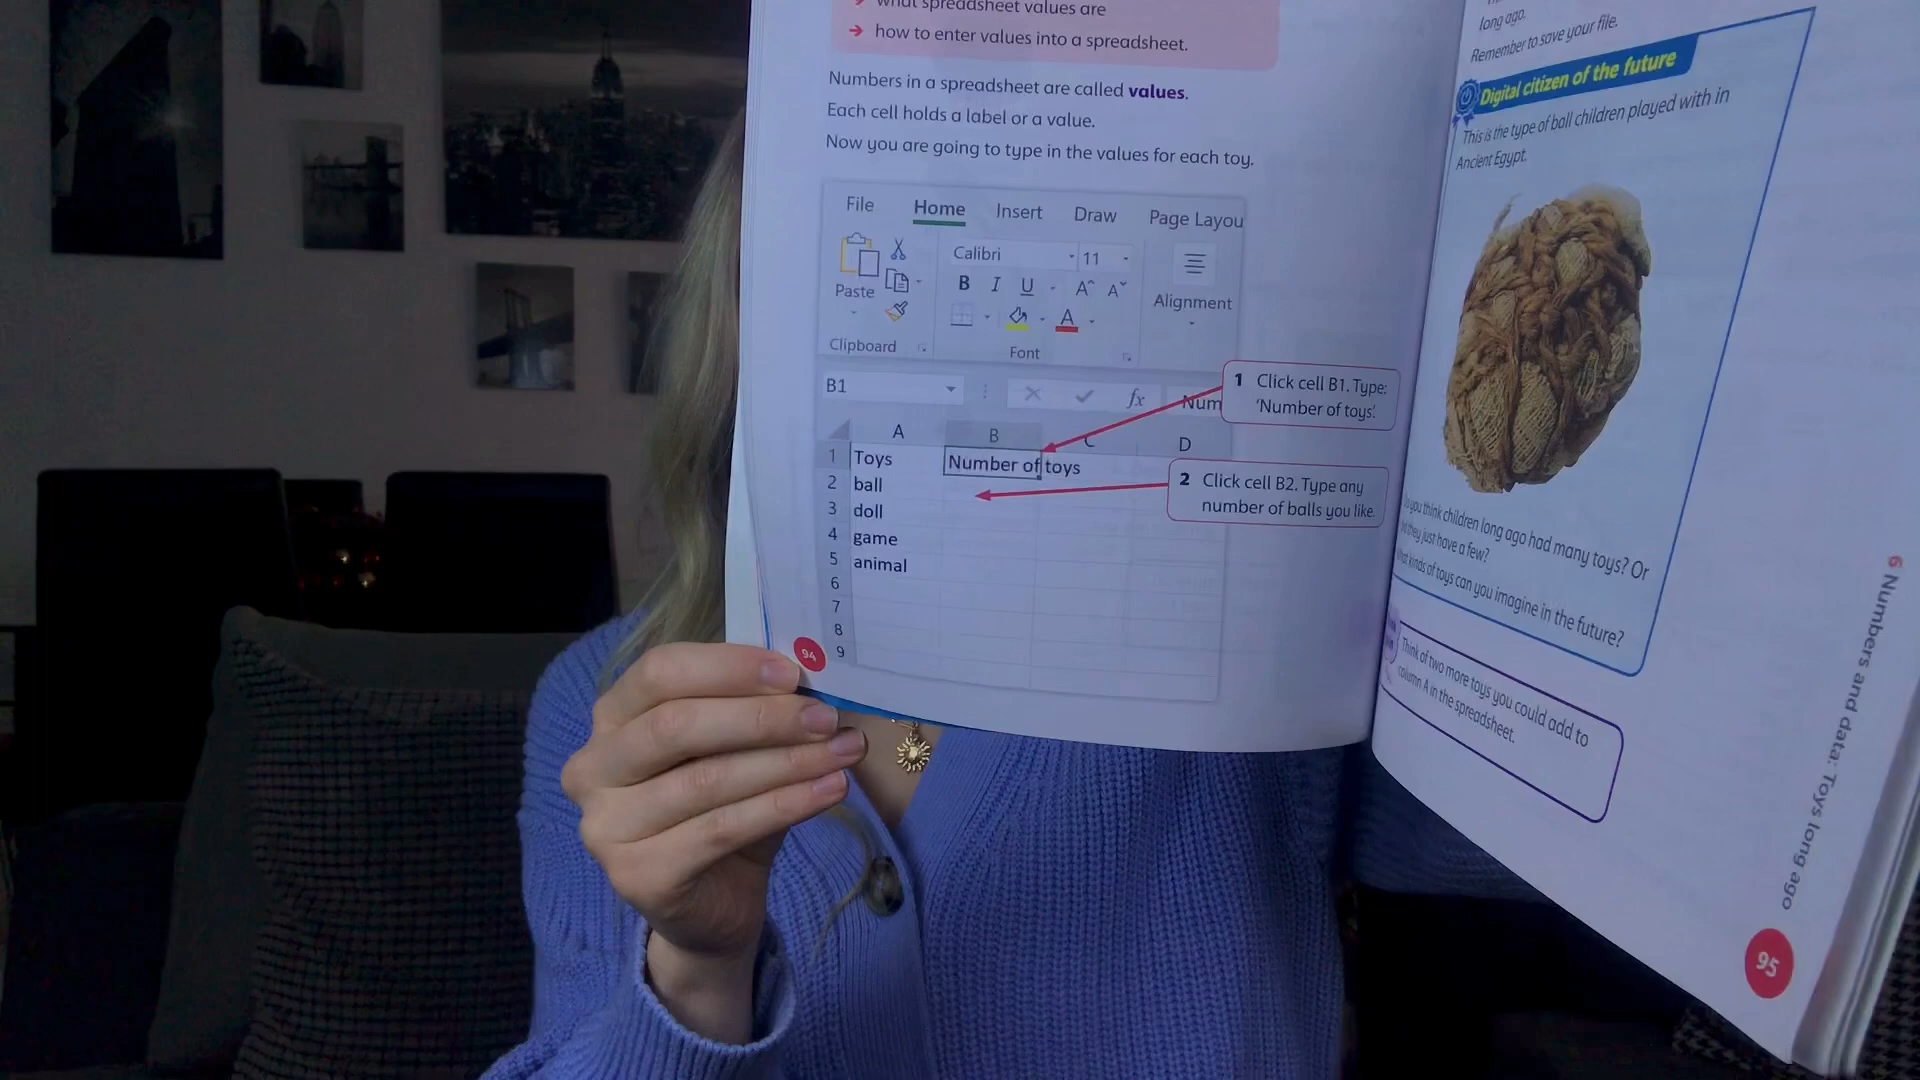 what spreadsheet values are
→ how to enter values into a spreadsheet.
Numbers in a spreadsheet are called values.
Each cell holds a label or a value.
Now you are going to type in the values for each toy.
File Home Insert Draw Page Layou
Calibri 11
Paste B I U A A Alignment
A
Clipboard Font
B1 fx Num
1 Click cell B1. Type:
'Number of toys'.
A B C D
1 Toys Number of toys
2 ball
3 doll
4 game
5 animal
6
7
8
9
2 Click cell B2. Type any
number of balls you like.
94
long ago.
Remember to save your file.
Digital citizen of the future
This is the type of ball children played with in
Ancient Egypt.
you think children long ago had many toys? Or
they just have a few?
kinds of toys can you imagine in the future?
Think of two more toys you could add to
column A in the spreadsheet.
6 Numbers and data: Toys long ago
95